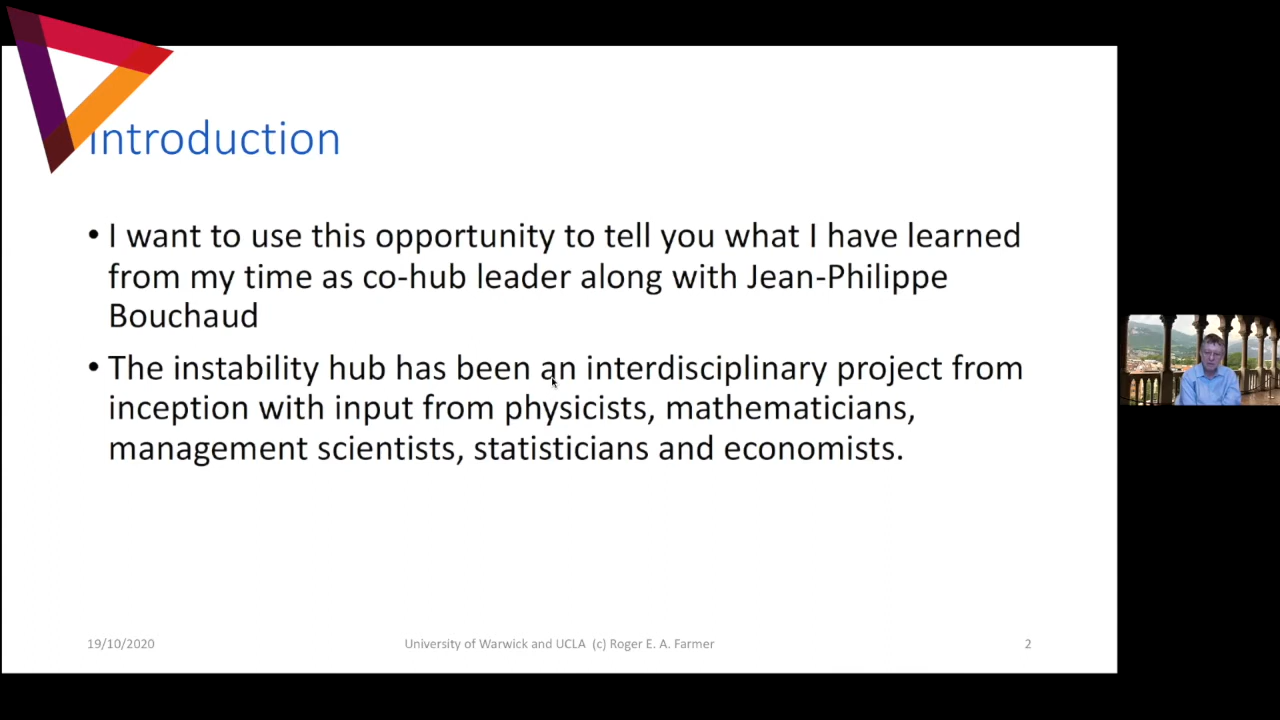 Introduction
• I want to use this opportunity to tell you what I have learned
from my time as co-hub leader along with Jean-Philippe
Bouchaud
• The instability hub has been an interdisciplinary project from
inception with input from physicists, mathematicians,
management scientists, statisticians and economists.
19/10/2020 University of Warwick and UCLA (c) Roger E. A. Farmer 2